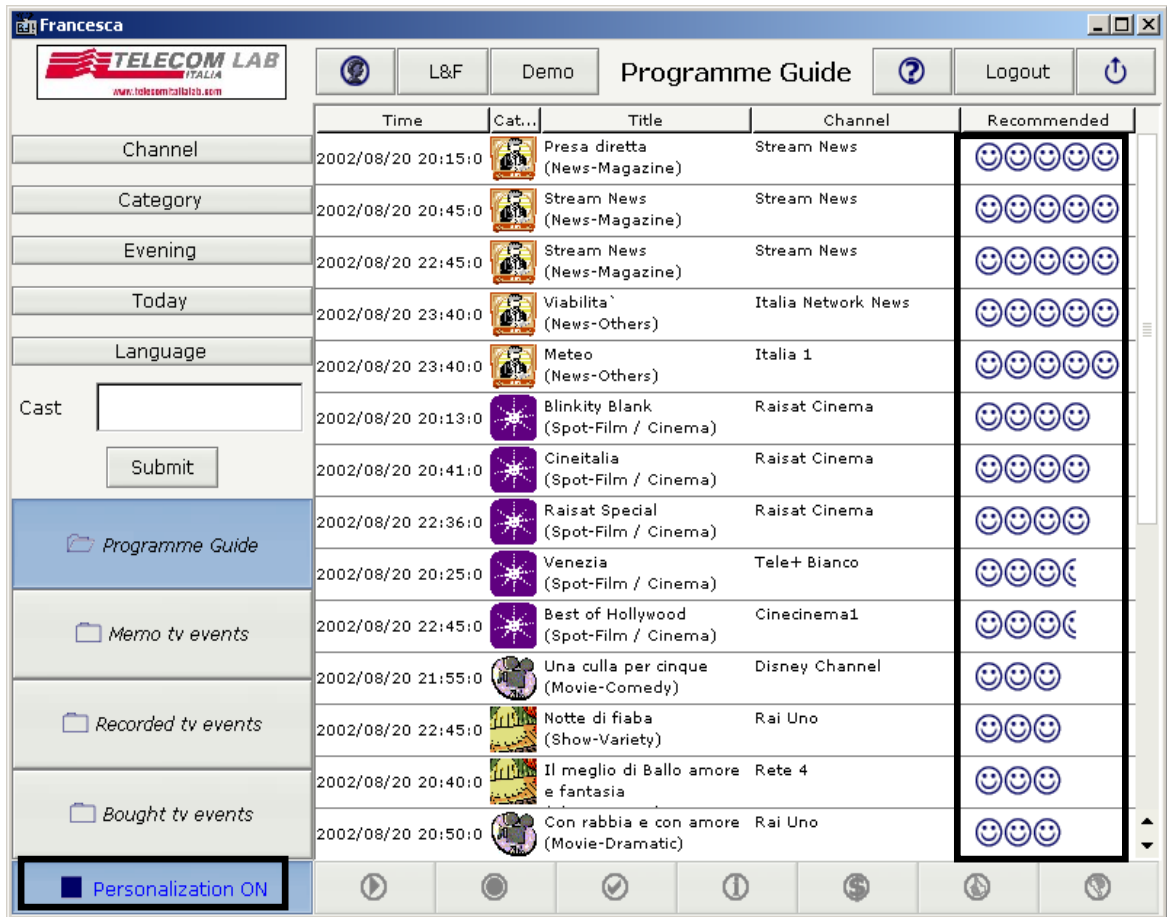 Francesca
TELECOM LAB
ITALIA
www.telecomitalialab.com
L&F
Demo
Programme Guide
?
Logout
Channel
Category
Evening
Today
Language
Cast
Submit
Programme Guide
Memo tv events
Recorded tv events
Bought tv events
Personalization ON
Time Cat... Title Channel Recommended
2002/08/20 20:15:0 Presa diretta Stream News
(News-Magazine)
2002/08/20 20:45:0 Stream News Stream News
(News-Magazine)
2002/08/20 22:45:0 Stream News Stream News
(News-Magazine)
2002/08/20 23:40:0 Viabilita` Italia Network News
(News-Others)
2002/08/20 23:40:0 Meteo Italia 1
(News-Others)
2002/08/20 20:13:0 Blinkity Blank Raisat Cinema
(Spot-Film / Cinema)
2002/08/20 20:41:0 Cineitalia Raisat Cinema
(Spot-Film / Cinema)
2002/08/20 22:36:0 Raisat Special Raisat Cinema
(Spot-Film / Cinema)
2002/08/20 20:25:0 Venezia Tele+ Bianco
(Spot-Film / Cinema)
2002/08/20 22:45:0 Best of Hollywood Cinecinema1
(Spot-Film / Cinema)
2002/08/20 21:55:0 Una culla per cinque Disney Channel
(Movie-Comedy)
2002/08/20 22:45:0 Notte di fiaba Rai Uno
(Show-Variety)
2002/08/20 20:40:0 Il meglio di Ballo amore Rete 4
e fantasia
2002/08/20 20:50:0 Con rabbia e con amore Rai Uno
(Movie-Dramatic)